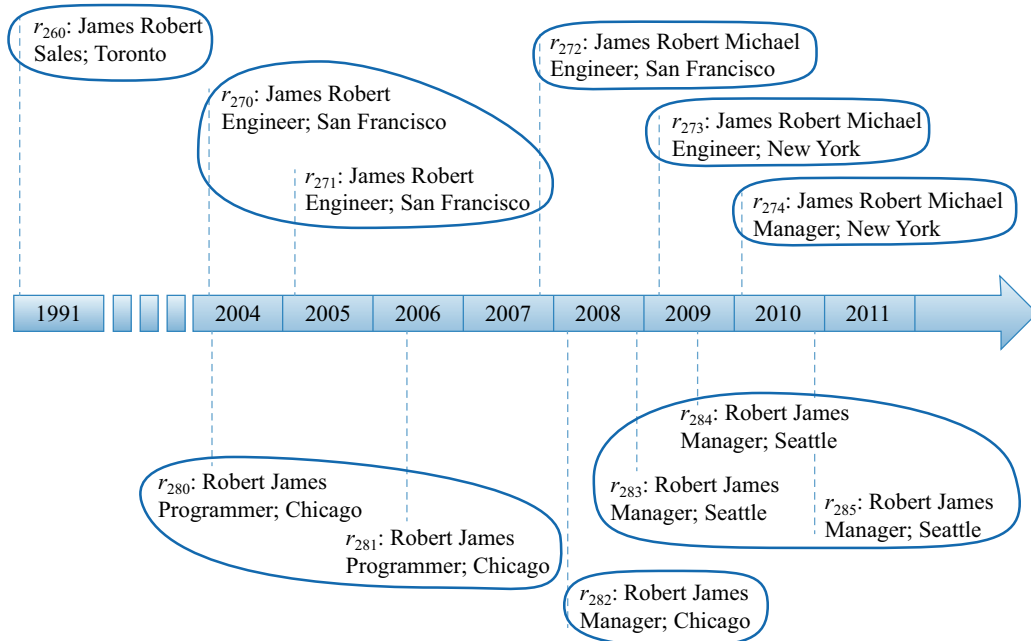 r260: James Robert
Sales; Toronto
r270: James Robert
Engineer; San Francisco
r271: James Robert
Engineer; San Francisco
r272: James Robert Michael
Engineer; San Francisco
r273: James Robert Michael
Engineer; New York
r274: James Robert Michael
Manager; New York
1991 2004 2005 2006 2007 2008 2009 2010 2011
r280: Robert James
Programmer; Chicago
r281: Robert James
Programmer; Chicago
r282: Robert James
Manager; Chicago
r284: Robert James
Manager; Seattle
r283: Robert James
Manager; Seattle
r285: Robert James
Manager; Seattle